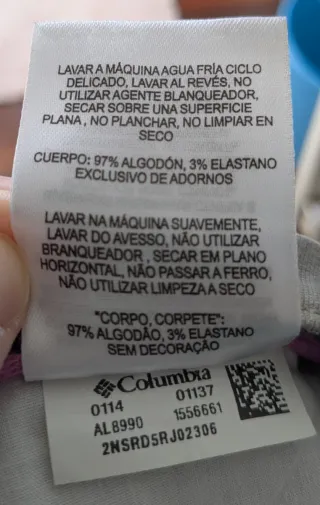 LAVAR A MÁQUINA AGUA FRÍA CICLO
DELICADO, LAVAR AL REVÉS, NO
UTILIZAR AGENTE BLANQUEADOR,
SECAR SOBRE UNA SUPERFICIE
PLANA , NO PLANCHAR, NO LIMPIAR EN
SECO
CUERPO: 97% ALGODÓN, 3% ELASTANO
EXCLUSIVO DE ADORNOS
LAVAR NA MÁQUINA SUAVEMENTE,
LAVAR DO AVESSO, NÃO UTILIZAR
BRANQUEADOR , SECAR EM PLANO
HORIZONTAL, NÃO PASSAR A FERRO,
NÃO UTILIZAR LIMPEZA A SECO
"CORPO, CORPETE":
97% ALGODÃO, 3% ELASTANO
SEM DECORAÇÃO
Columbia
0114 01137
AL8990 1556661
2NSRD5RJ02306